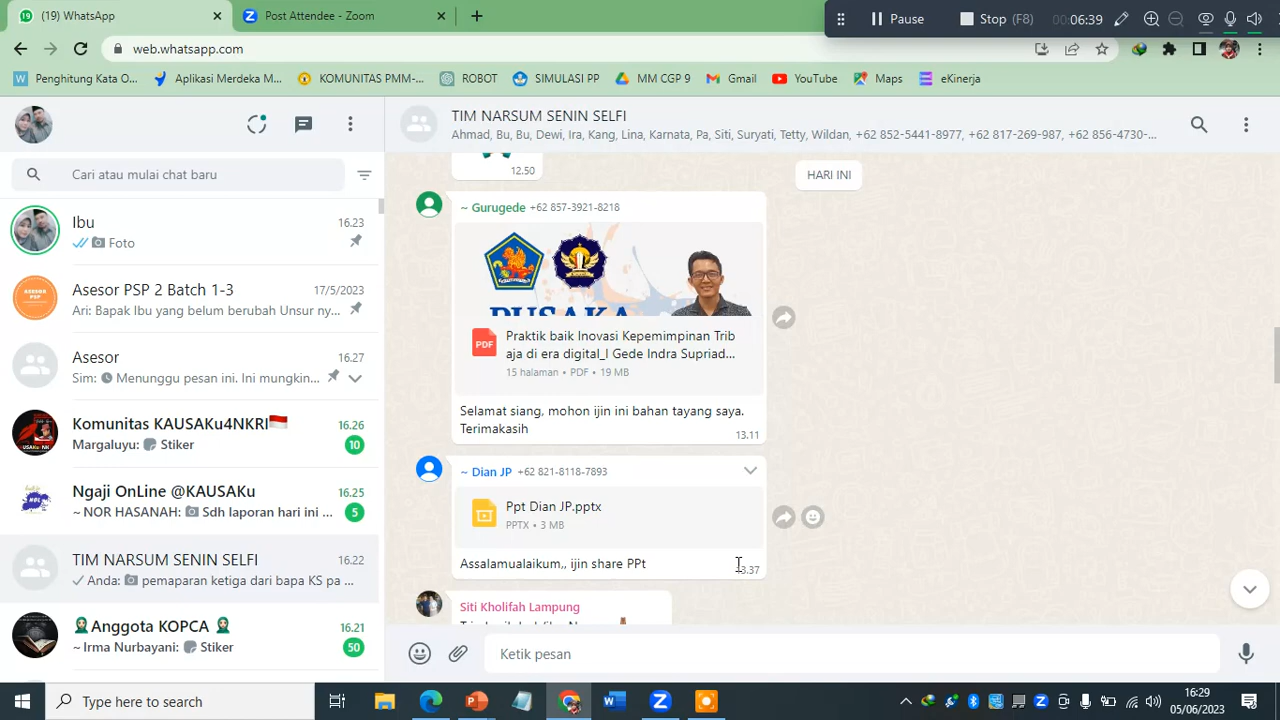 (19) WhatsApp
Post Attendee - Zoom
Pause
Stop (F8)
00:06:39
web.whatsapp.com
Penghitung Kata O...
Aplikasi Merdeka M...
KOMUNITAS PMM-...
ROBOT
SIMULASI PP
MM CGP 9
Gmail
YouTube
Maps
eKinerja
TIM NARSUM SENIN SELFI
Ahmad, Bu, Bu, Dewi, Ira, Kang, Lina, Karnata, Pa, Siti, Suryati, Tetty, Wildan, +62 852-5441-8977, +62 817-269-987, +62 856-4730-...
Cari atau mulai chat baru
Ibu
16.23
Foto
Asesor PSP 2 Batch 1-3
17/5/2023
Ari: Bapak Ibu yang belum berubah Unsur ny...
Asesor
16.27
Sim: Menunggu pesan ini. Ini mungkin...
Komunitas KAUSAKu4NKRI
16.26
Margaluyu: Stiker
10
Ngaji OnLine @KAUSAKu
16.25
~ NOR HASANAH: Sdh laporan hari ini ...
5
TIM NARSUM SENIN SELFI
16.22
Anda: pemaparan ketiga dari bapa KS pa ...
Anggota KOPCA
16.21
~ Irma Nurbayani: Stiker
50
12.50
HARI INI
~ Gurugede +62 857-3921-8218
PUSAKA
PDF
Praktik baik Inovasi Kepemimpinan Trib
aja di era digital_I Gede Indra Supriad...
15 halaman • PDF • 19 MB
Selamat siang, mohon ijin ini bahan tayang saya.
Terimakasih
13.11
~ Dian JP +62 821-8118-7893
Ppt Dian JP.pptx
PPTX • 3 MB
Assalamualaikum,, ijin share PPt
13.37
Siti Kholifah Lampung
Ketik pesan
Type here to search
16:29
05/06/2023